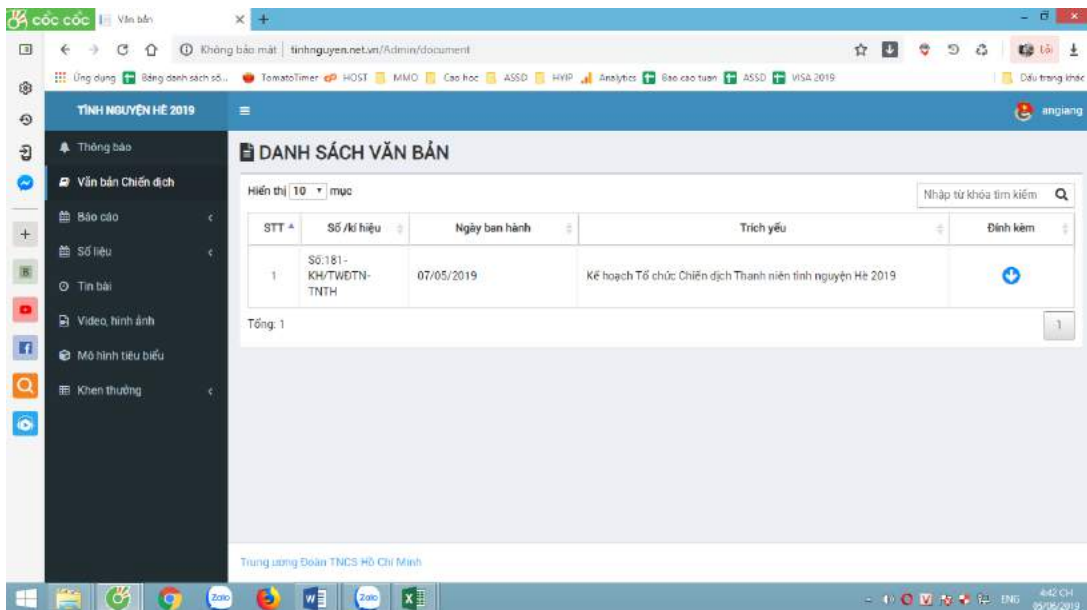 cốc cốc
Văn bản
Không bảo mật
tinhnguyen.net.vn/Admin/document
Ứng dụng
Bảng danh sách số...
TomatoTimer
HOST
MMO
Cao hoc
ASSD
HYIP
Analytics
Bao cao tuan
ASSD
VISA 2019
Dấu trang khác
TÌNH NGUYỆN HÈ 2019
angiang
Thông báo
Văn bản Chiến dịch
Báo cáo
Số liệu
Tin bài
Video, hình ảnh
Mô hình tiêu biểu
Khen thưởng
DANH SÁCH VĂN BẢN
Hiển thị 10 mục
Nhập từ khóa tìm kiếm
STT Số /kí hiệu Ngày ban hành Trích yếu Đính kèm
1
Số:181-
KH/TWĐTN-
TNTH
07/05/2019
Kế hoạch Tổ chức Chiến dịch Thanh niên tình nguyện Hè 2019
Tổng: 1
1
Trung ương Đoàn TNCS Hồ Chí Minh
Zalo
Zalo
ENG
4:42 CH
05/06/2019